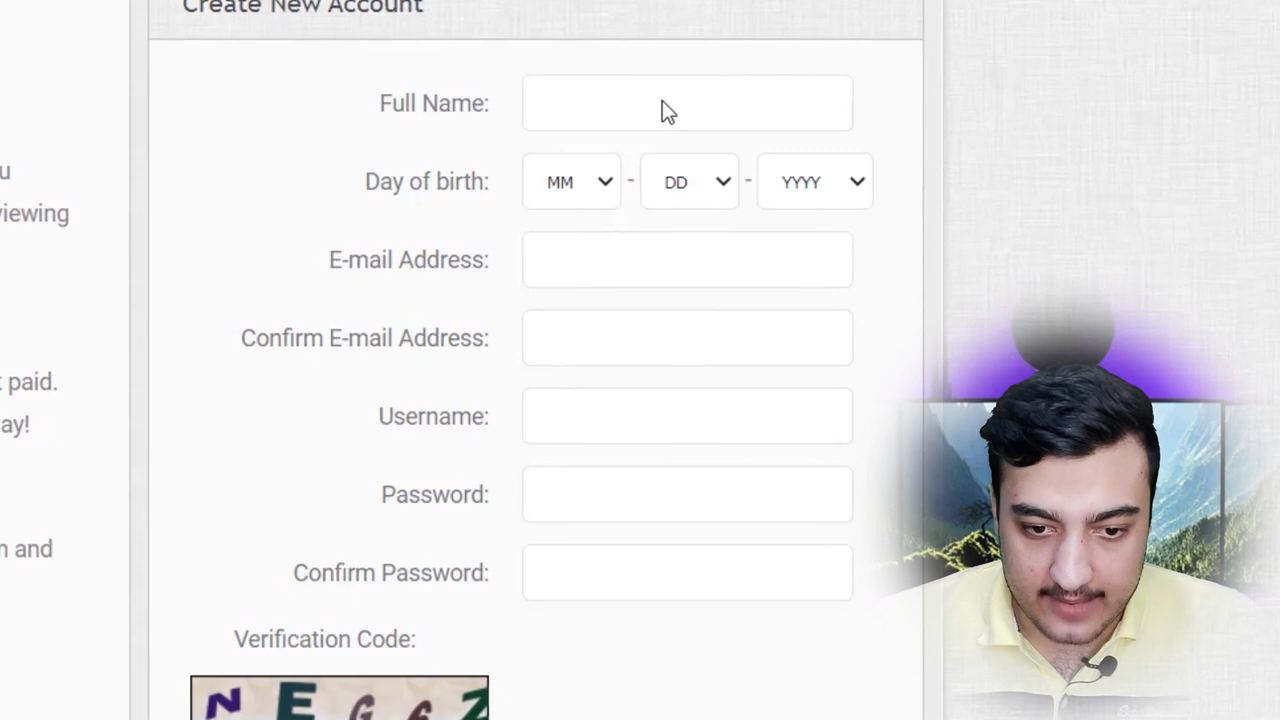 Create New Account
Full Name:
u
viewing
Day of birth: MM - DD - YYYY
E-mail Address:
Confirm E-mail Address:
t paid.
ay!
Username:
Password:
n and
Confirm Password:
Verification Code:
N E G 6 Z